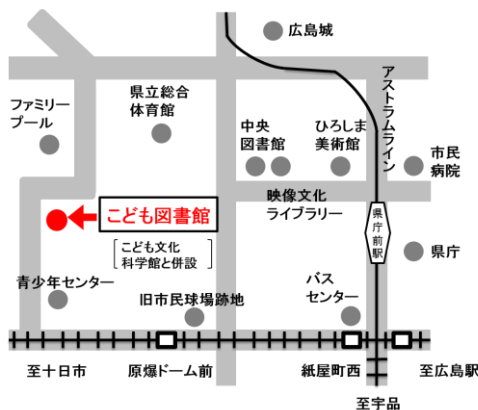 広島城
アストラムライン
ファミリー
プール
県立総合
体育館
中央
図書館
ひろしま
美術館
市民
病院
映像文化
ライブラリー
こども図書館
こども文化
科学館と併設
県庁前駅
県庁
青少年センター
旧市民球場跡地
バス
センター
至十日市
原爆ドーム前
紙屋町西
至広島駅
至宇品